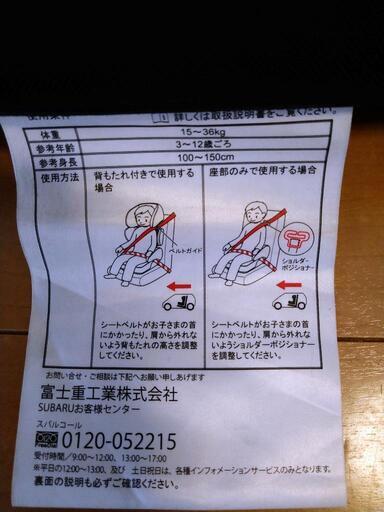 使用条件 詳しくは取扱説明書をご覧ください。
体重 15～36kg
参考年齢 3～12歳ごろ
参考身長 100～150cm
使用方法
背もたれ付きで使用する
場合
ベルトガイド
シートベルトがお子さまの首
にかかったり、肩から外れな
いよう背もたれの高さを調整
してください。
座部のみで使用する
場合
ショルダー
ポジショナー
シートベルトがお子さまの首
にかかったり、肩から外れな
いようショルダーポジショナー
を調整してください。
お問い合せ・ご相談は下記へお願い申しあげます
富士重工業株式会社
SUBARUお客様センター
スバルコール
0120-052215
受付時間／9:00～12:00、13:00～17:00
※平日の12:00～13:00、及び 土日祝日は、各種インフォメーションサービスのみとなります。
裏面の説明も必ずご確認ください。